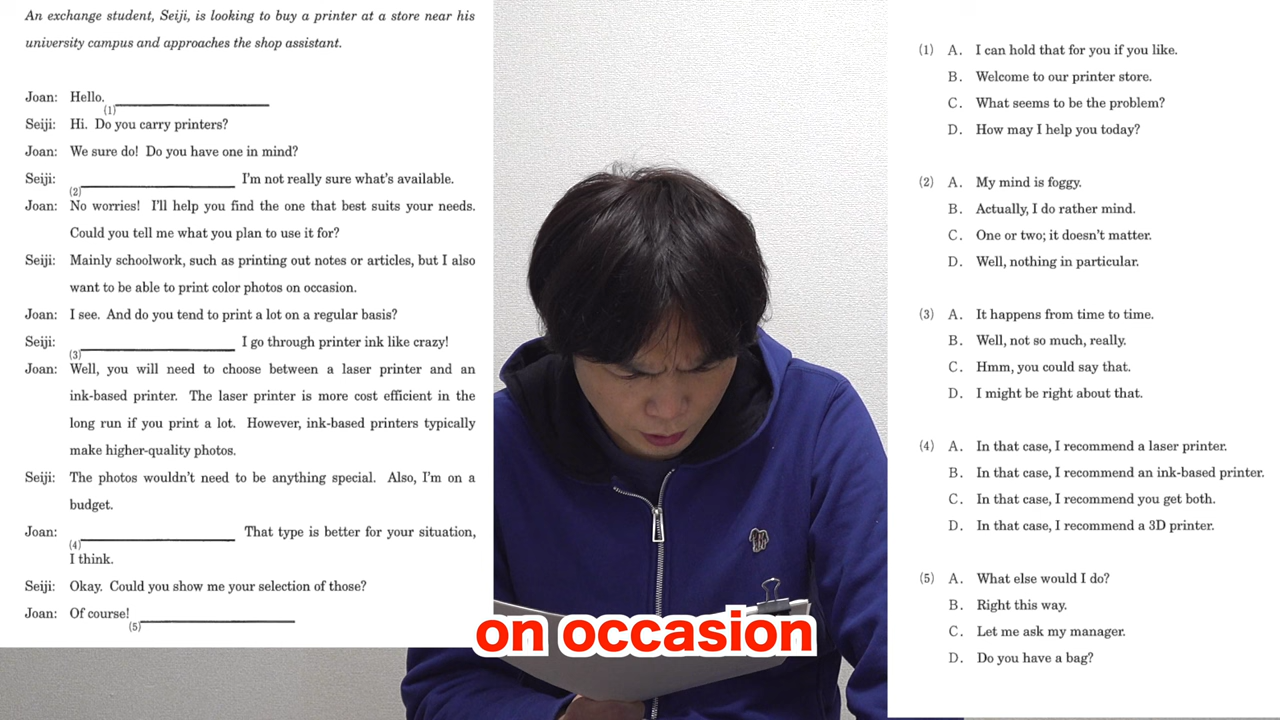 An exchange student, Seiji, is looking to buy a printer at a store near his
university campus and approaches the shop assistant.
Joan: Hello. (1)
Seiji: Hi. Do you carry printers?
Joan: We sure do! Do you have one in mind?
Seiji: (2) I'm not really sure what's available.
Joan: No worries! I'll help you find the one that best suits your needs.
Could you tell me what you plan to use it for?
Seiji: Mainly schoolwork, such as printing out notes or articles, but I also
want to be able to print color photos on occasion.
Joan: I see. And do you tend to print a lot on a regular basis?
Seiji: (3) I go through printer ink like crazy!
Joan: Well, you will need to choose between a laser printer and an
ink-based printer. The laser printer is more cost efficient in the
long run if you print a lot. However, ink-based printers typically
make higher-quality photos.
Seiji: The photos wouldn't need to be anything special. Also, I'm on a
budget.
Joan: (4) That type is better for your situation,
I think.
Seiji: Okay. Could you show me your selection of those?
Joan: Of course! (5)
on occasion
(1) A. I can hold that for you if you like.
B. Welcome to our printer store.
C. What seems to be the problem?
How may I help you today?
My mind is foggy.
B. Actually, I do rather mind.
One or two; it doesn't matter.
Well, nothing in particular.
A. It happens from time to time.
B. Well, not so much really.
Hmm, you could say that.
D. I might be right about that.
(4) A. In that case, I recommend a laser printer.
B. In that case, I recommend an ink-based printer.
C. In that case, I recommend you get both.
D. In that case, I recommend a 3D printer.
(5) A. What else would I do?
B. Right this way.
C. Let me ask my manager.
D. Do you have a bag?